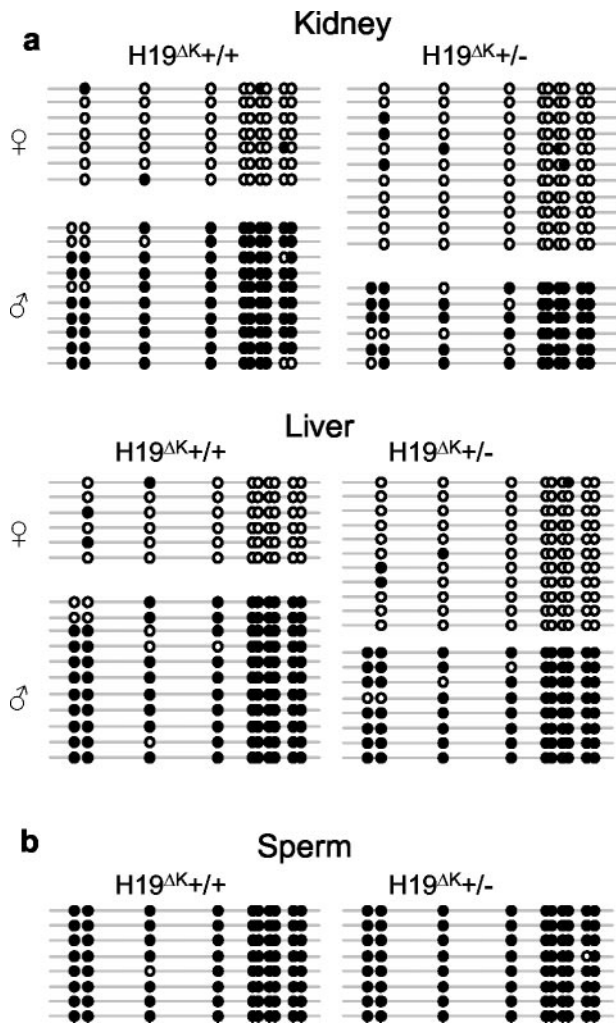 a
Kidney
H19ΔK+/+ H19ΔK+/-
♀
♂
Liver
H19ΔK+/+ H19ΔK+/-
♀
♂
b
Sperm
H19ΔK+/+ H19ΔK+/-